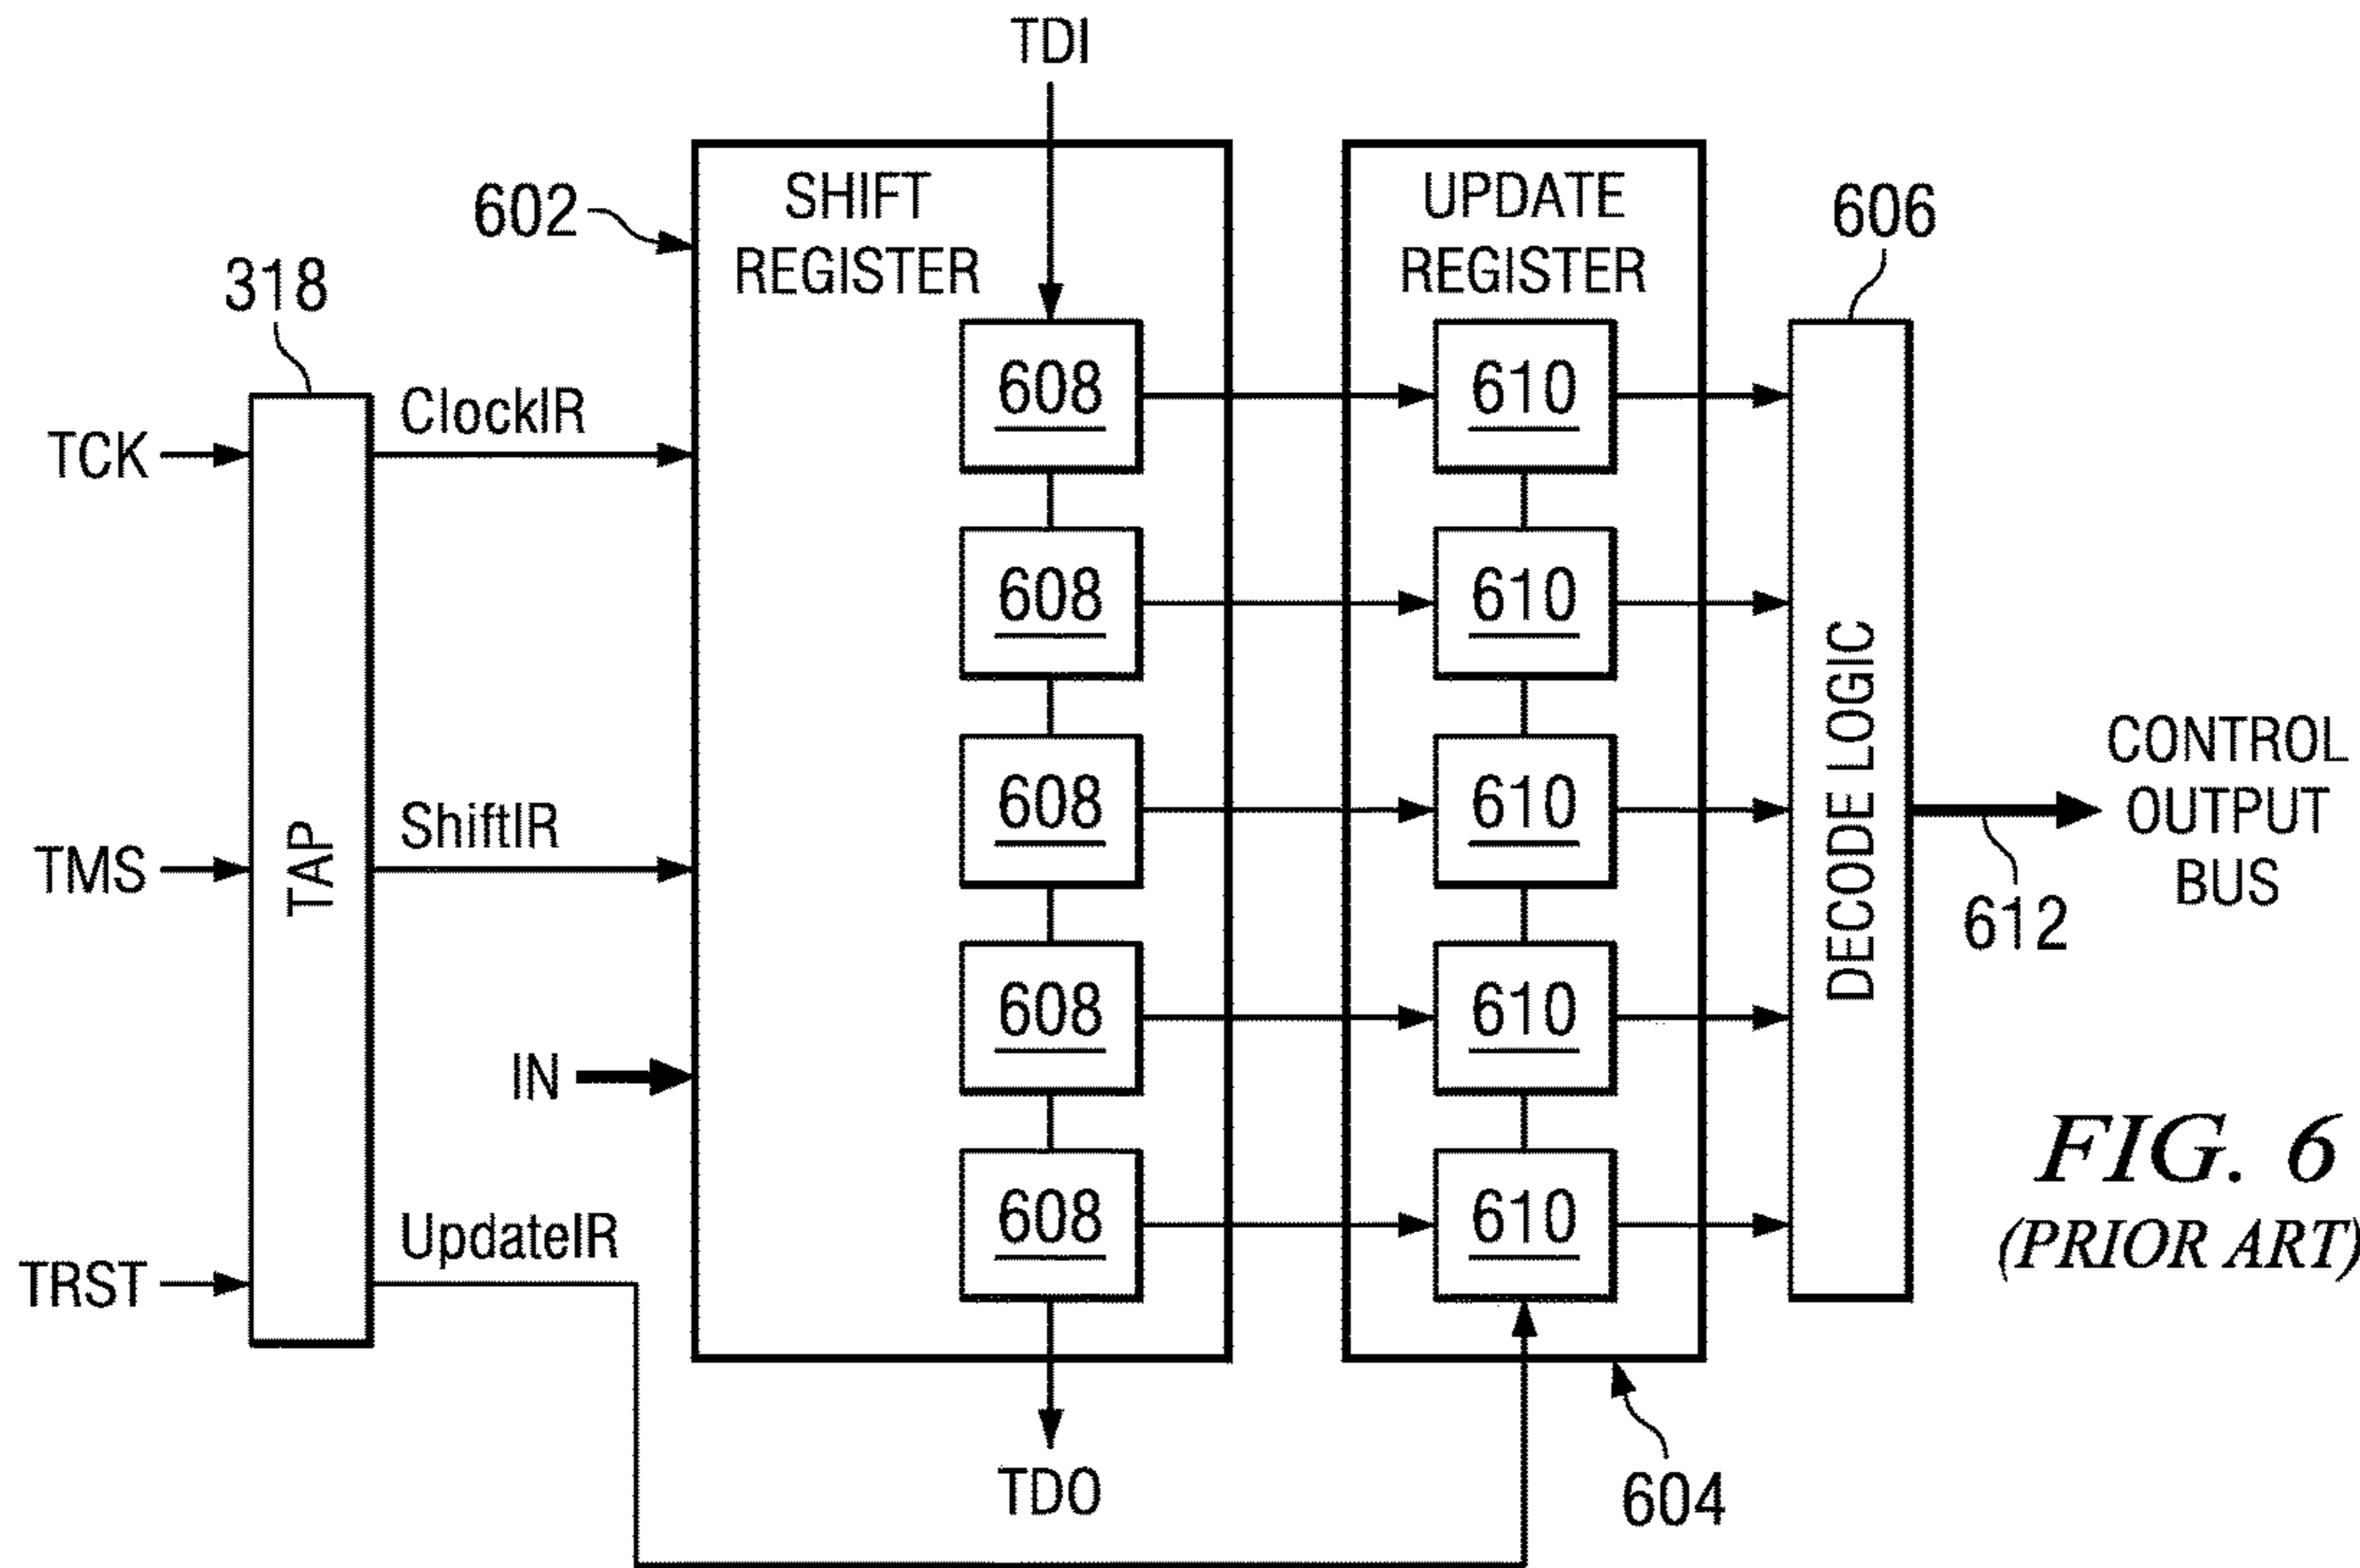 TDI
SHIFT
REGISTER
UPDATE
REGISTER
602
606
318
608
610
ClockIR
TCK
608
610
CONTROL
OUTPUT
BUS
608
610
DECODE LOGIC
ShiftIR
TMS
TAP
612
608
610
IN
FIG. 6
(PRIOR ART)
608
610
UpdateIR
TRST
TDO
604